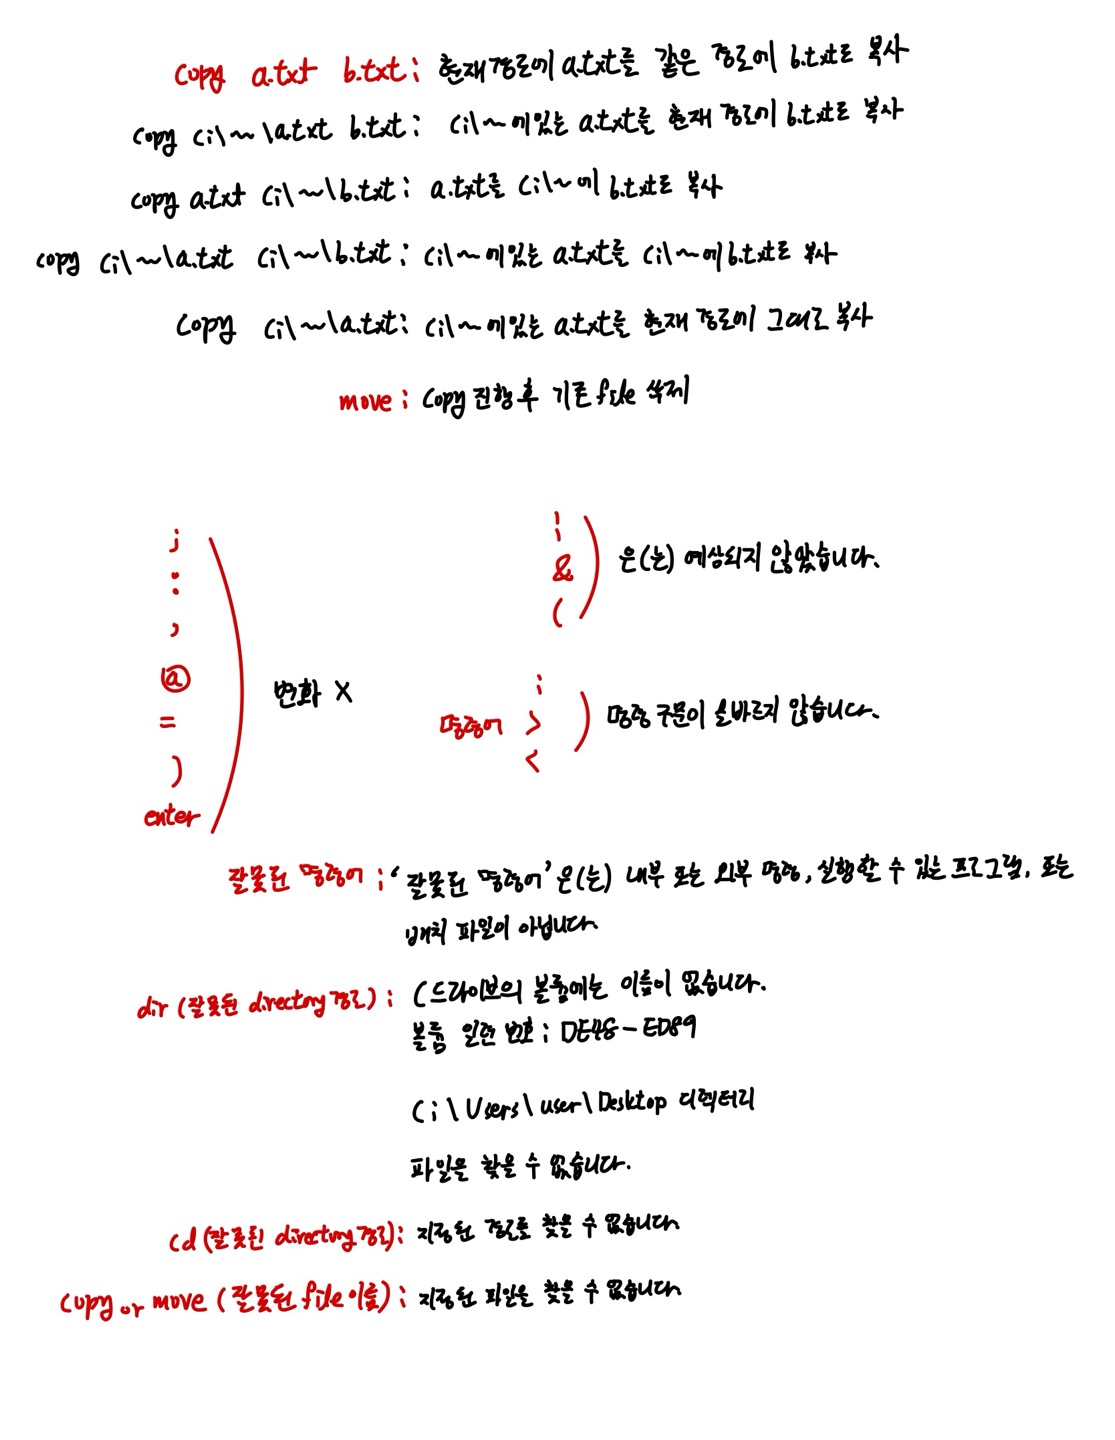 copy a.txt b.txt: 현재경로에 a.txt를 같은 경로에 b.txt로 복사
copy c:\~\a.txt b.txt: c:\~에있는 a.txt를 현재 경로에 b.txt로 복사
copy a.txt c:\~\b.txt: a.txt를 c:\~에 b.txt로 복사
copy c:\~\a.txt c:\~\b.txt: c:\~에있는 a.txt를 c:\~에 b.txt로 복사
copy c:\~\a.txt: c:\~에있는 a.txt를 현재 경로에 그대로 복사
move: copy 진행 후 기존 file 삭제
;
:
,
@
=
)
enter
변화 X
|
&
(
은(는) 예상되지 않았습니다.
:
명령어 >
<
명령 구문이 올바르지 않습니다.
잘못된 명령어: '잘못된 명령어'은(는) 내부 또는 외부 명령, 실행할 수 있는 프로그램, 또는
배치 파일이 아닙니다.
dir (잘못된 directory 경로): C드라이브의 볼륨에는 이름이 없습니다.
볼륨 일련 번호: DE48-ED89
C:\Users\user\Desktop 디렉터리
파일을 찾을 수 없습니다.
cd (잘못된 directory 경로): 지정된 경로를 찾을 수 없습니다
copy or move (잘못된 file 이름): 지정된 파일을 찾을 수 없습니다